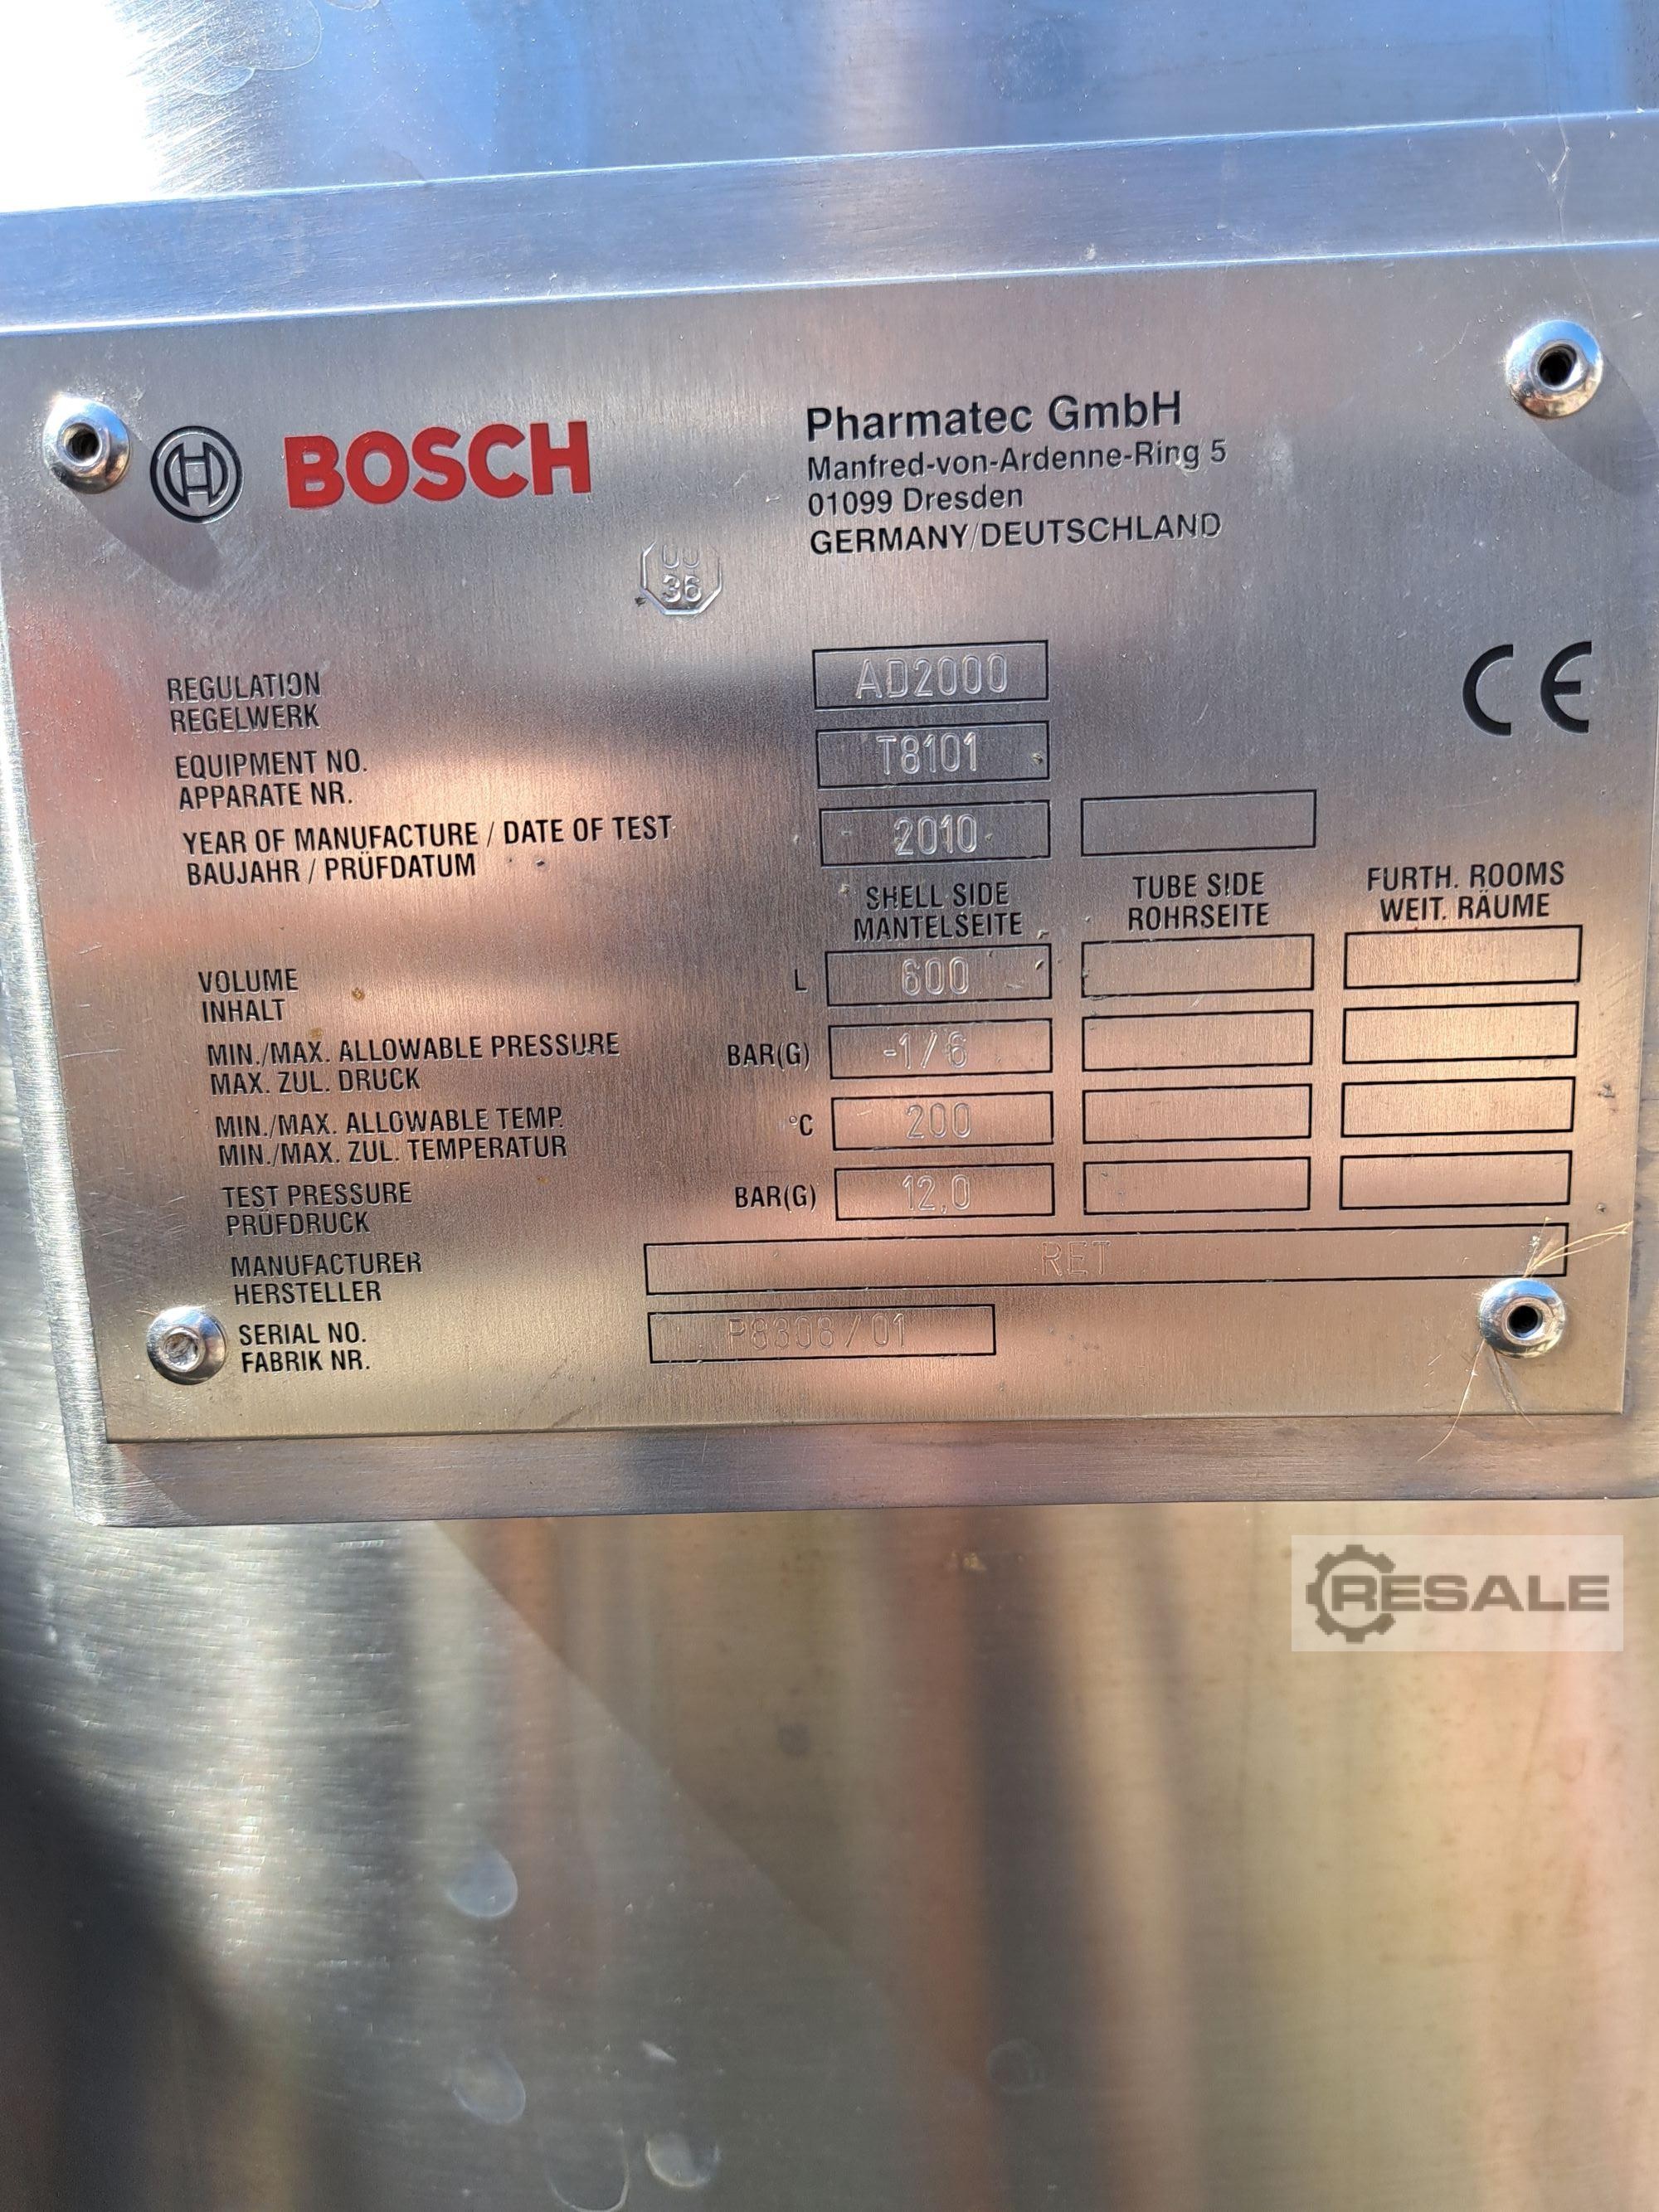 BOSCH
Pharmatec GmbH
Manfred-von-Ardenne-Ring 5
01099 Dresden
GERMANY/DEUTSCHLAND
36
CE
REGULATION
REGELWERK
AD2000
EQUIPMENT NO.
APPARATE NR.
T8101
YEAR OF MANUFACTURE / DATE OF TEST
BAUJAHR / PRÜFDATUM
2010
SHELL SIDE
MANTELSEITE
TUBE SIDE
ROHRSEITE
FURTH. ROOMS
WEIT. RÄUME
VOLUME
INHALT
L
600
MIN./MAX. ALLOWABLE PRESSURE
MAX. ZUL. DRUCK
BAR(G)
-1/6
MIN./MAX. ALLOWABLE TEMP.
MIN./MAX. ZUL. TEMPERATUR
°C
200
TEST PRESSURE
PRÜFDRUCK
BAR(G)
12,0
MANUFACTURER
HERSTELLER
RET
SERIAL NO.
FABRIK NR.
RESALE